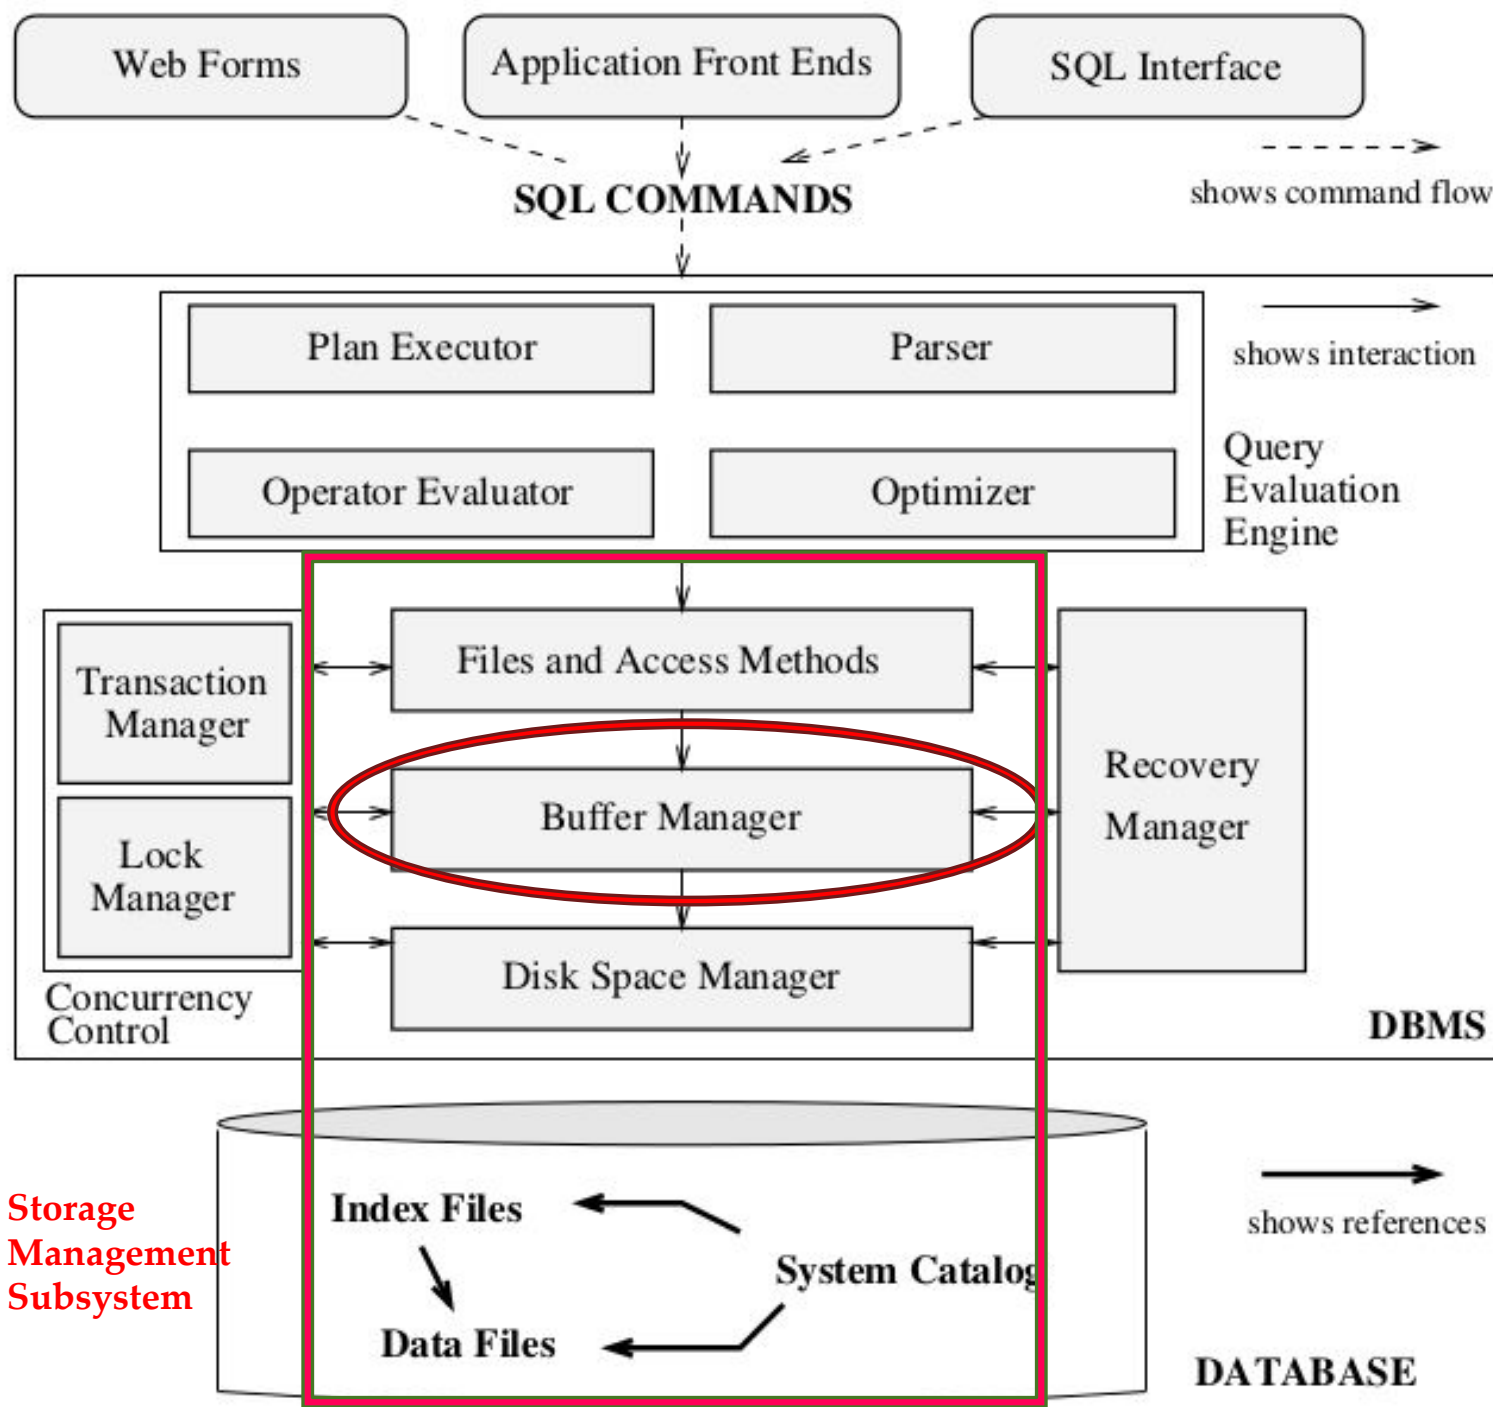 Web Forms
Application Front Ends
SQL Interface
SQL COMMANDS
shows command flow
Plan Executor
Parser
shows interaction
Operator Evaluator
Optimizer
Query
Evaluation
Engine
Files and Access Methods
Transaction
Manager
Buffer Manager
Recovery
Manager
Lock
Manager
Disk Space Manager
Concurrency
Control
DBMS
Storage
Management
Subsystem
Index Files
shows references
System Catalog
Data Files
DATABASE